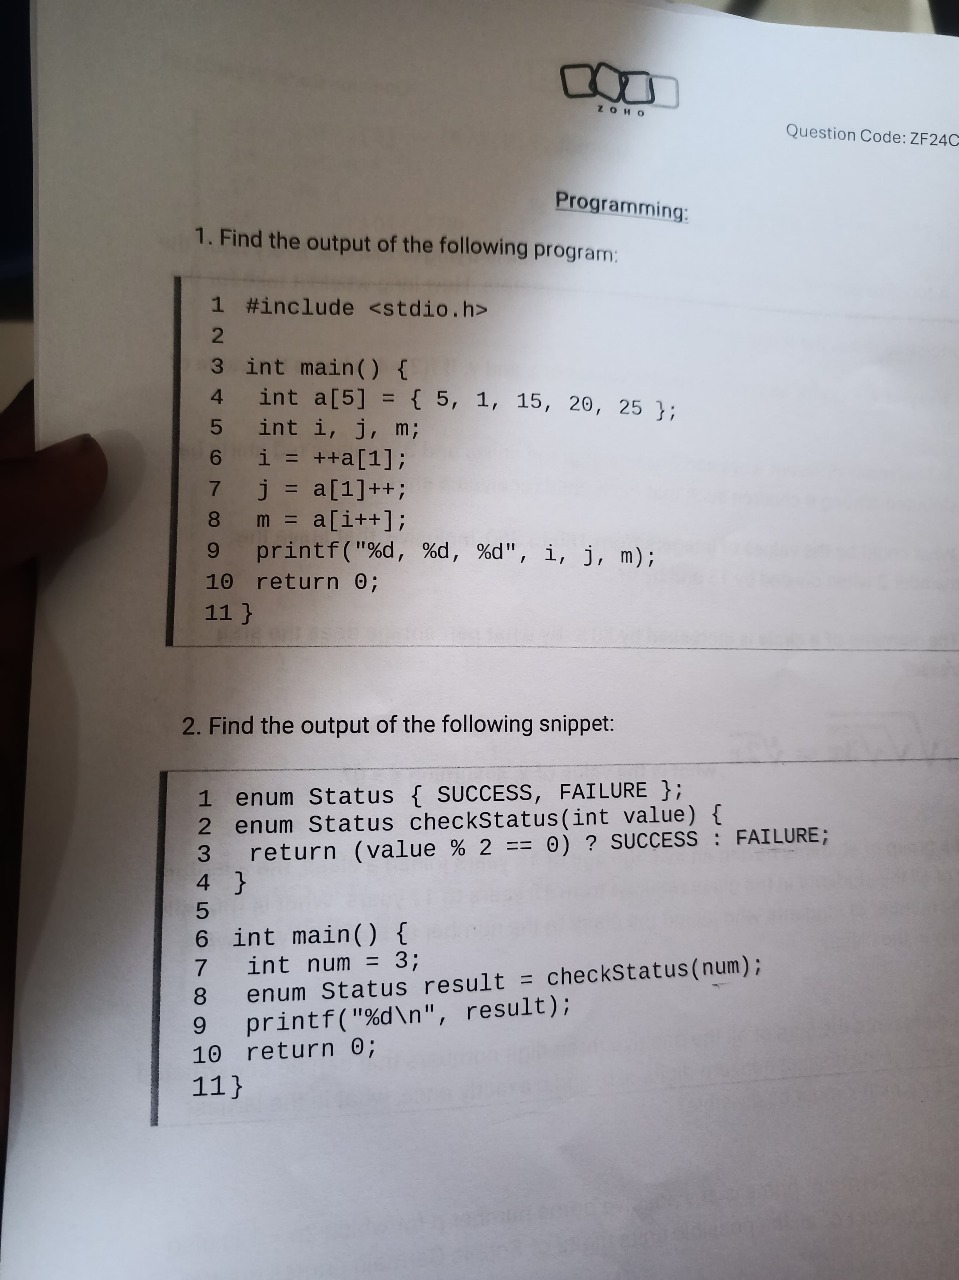 ZOHO
Question Code: ZF24C
Programming:
1. Find the output of the following program:
1 #include <stdio.h>
2
3 int main() {
4 int a[5] = { 5, 1, 15, 20, 25 };
5 int i, j, m;
6 i = ++a[1];
7 j = a[1]++;
8 m = a[i++];
9 printf("%d, %d, %d", i, j, m);
10 return 0;
11 }
2. Find the output of the following snippet:
1 enum Status { SUCCESS, FAILURE };
2 enum Status checkStatus(int value) {
3 return (value % 2 == 0) ? SUCCESS : FAILURE;
4 }
5
6 int main() {
7 int num = 3;
8 enum Status result = checkStatus(num);
9 printf("%d\n", result);
10 return 0;
11 }